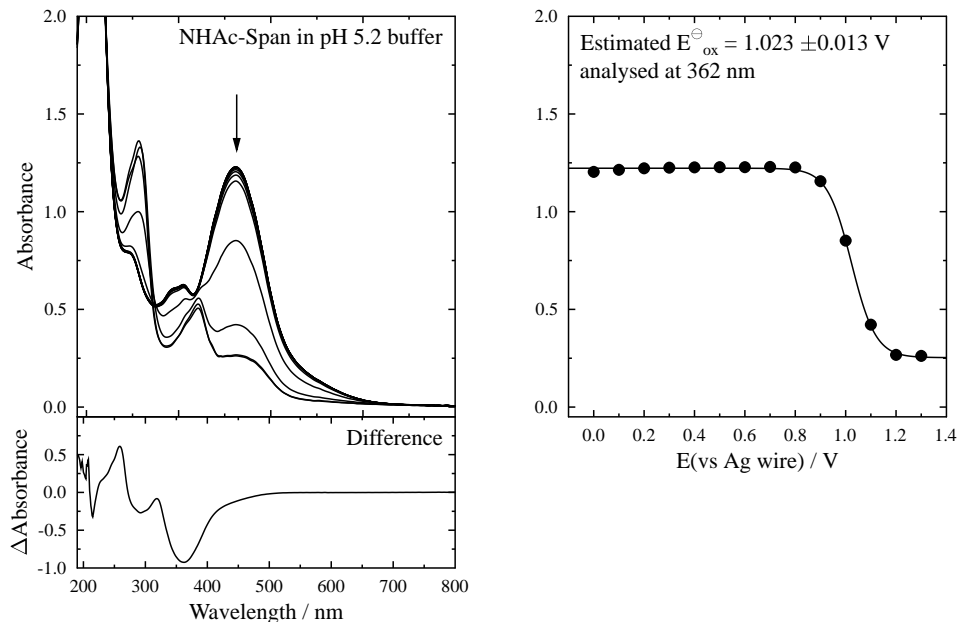 NHAc-Span in pH 5.2 buffer
2.0
1.5
1.0
0.5
0.0
Absorbance
Difference
0.5
0.0
-0.5
-1.0
ΔAbsorbance
200 300 400 500 600 700 800
Wavelength / nm
Estimated E⊖ox = 1.023 ±0.013 V
analysed at 362 nm
2.0
1.5
1.0
0.5
0.0
0.0 0.2 0.4 0.6 0.8 1.0 1.2 1.4
E(vs Ag wire) / V